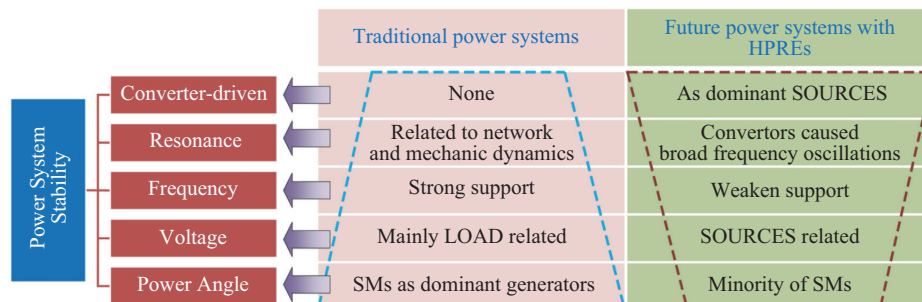 Traditional power systems
Future power systems with
HPREs
Power System
Stability
Converter-driven
None
As dominant SOURCES
Resonance
Related to network
and mechanic dynamics
Convertors caused
broad frequency oscillations
Frequency
Strong support
Weaken support
Voltage
Mainly LOAD related
SOURCES related
Power Angle
SMs as dominant generators
Minority of SMs